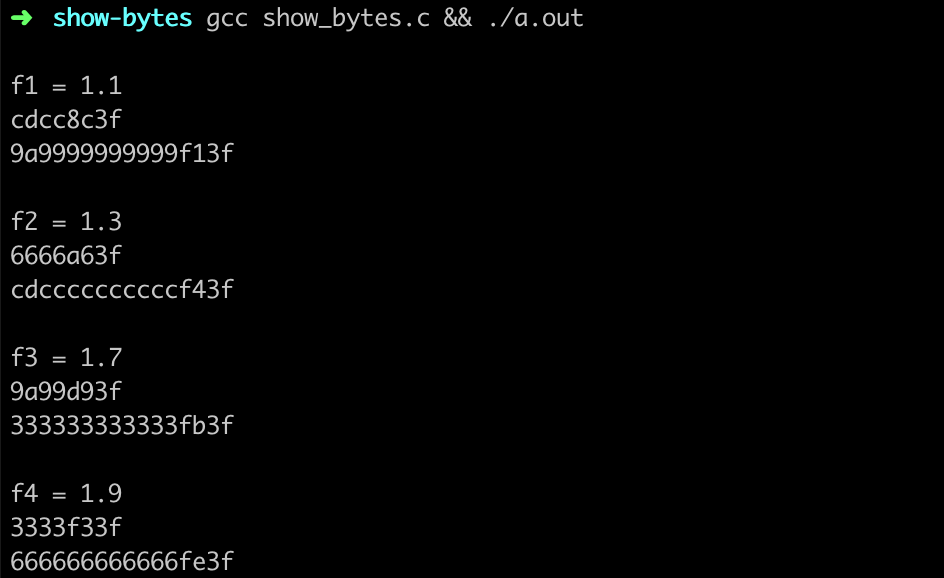 ➜ show-bytes gcc show_bytes.c && ./a.out
f1 = 1.1
cdcc8c3f
9a9999999999f13f
f2 = 1.3
6666a63f
cdccccccccccf43f
f3 = 1.7
9a99d93f
333333333333fb3f
f4 = 1.9
3333f33f
666666666666fe3f